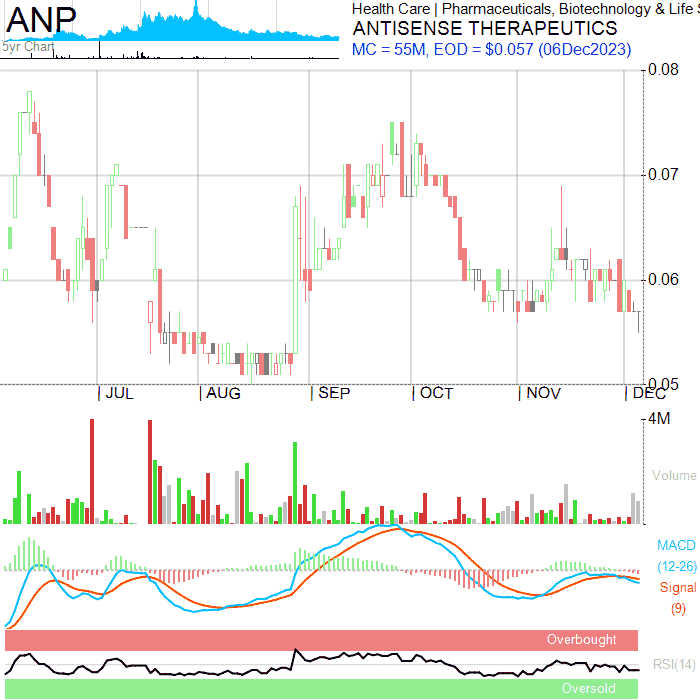 ANP
Health Care | Pharmaceuticals, Biotechnology & Life
ANTISENSE THERAPEUTICS
5yr Chart
MC = 55M, EOD = $0.057 (06Dec2023)
0.08
0.07
0.06
0.05
| JUL | AUG | SEP | OCT | NOV | DEC
4M
Volume
MACD
(12-26)
Signal
(9)
Overbought
RSI(14)
Oversold